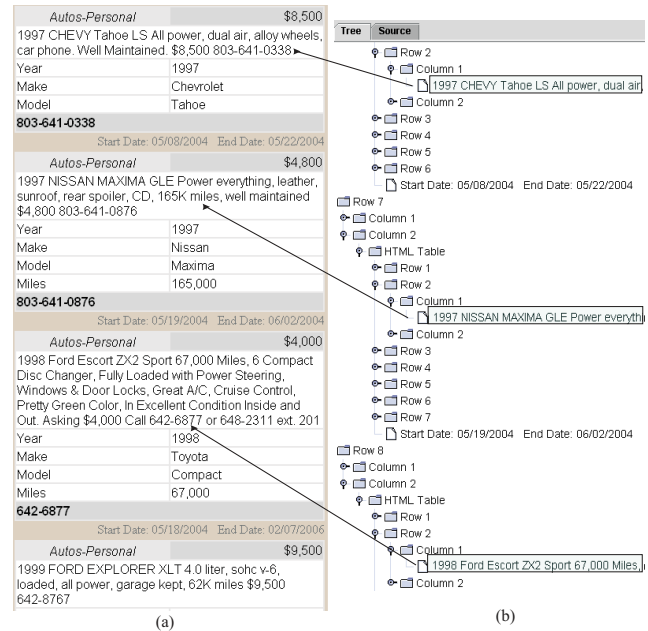 Autos-Personal $8,500
1997 CHEVY Tahoe LS All power, dual air, alloy wheels,
car phone. Well Maintained. $8,500 803-641-0338
Year 1997
Make Chevrolet
Model Tahoe
803-641-0338
Start Date: 05/08/2004 End Date: 05/22/2004
Autos-Personal $4,800
1997 NISSAN MAXIMA GLE Power everything, leather,
sunroof, rear spoiler, CD, 165K miles, well maintained
$4,800 803-641-0876
Year 1997
Make Nissan
Model Maxima
Miles 165,000
803-641-0876
Start Date: 05/19/2004 End Date: 06/02/2004
Autos-Personal $4,000
1998 Ford Escort ZX2 Sport 67,000 Miles, 6 Compact
Disc Changer, Fully Loaded with Power Steering,
Windows & Door Locks, Great A/C, Cruise Control,
Pretty Green Color, In Excellent Condition Inside and
Out. Asking $4,000 Call 642-6877 or 648-2311 ext. 201
Year 1998
Make Toyota
Model Compact
Miles 67,000
642-6877
Start Date: 05/18/2004 End Date: 02/07/2006
Autos-Personal $9,500
1999 FORD EXPLORER XLT 4.0 liter, sohc v-6,
loaded, all power, garage kept, 62K miles $9,500
642-8767
(a)
Tree Source
Row 2
Column 1
1997 CHEVY Tahoe LS All power, dual air,
Column 2
Row 3
Row 4
Row 5
Row 6
Start Date: 05/08/2004 End Date: 05/22/2004
Row 7
Column 1
Column 2
HTML Table
Row 1
Row 2
Column 1
1997 NISSAN MAXIMA GLE Power everyth
Column 2
Row 3
Row 4
Row 5
Row 6
Row 7
Start Date: 05/19/2004 End Date: 06/02/2004
Row 8
Column 1
Column 2
HTML Table
Row 1
Row 2
Column 1
1998 Ford Escort ZX2 Sport 67,000 Miles,
Column 2
(b)